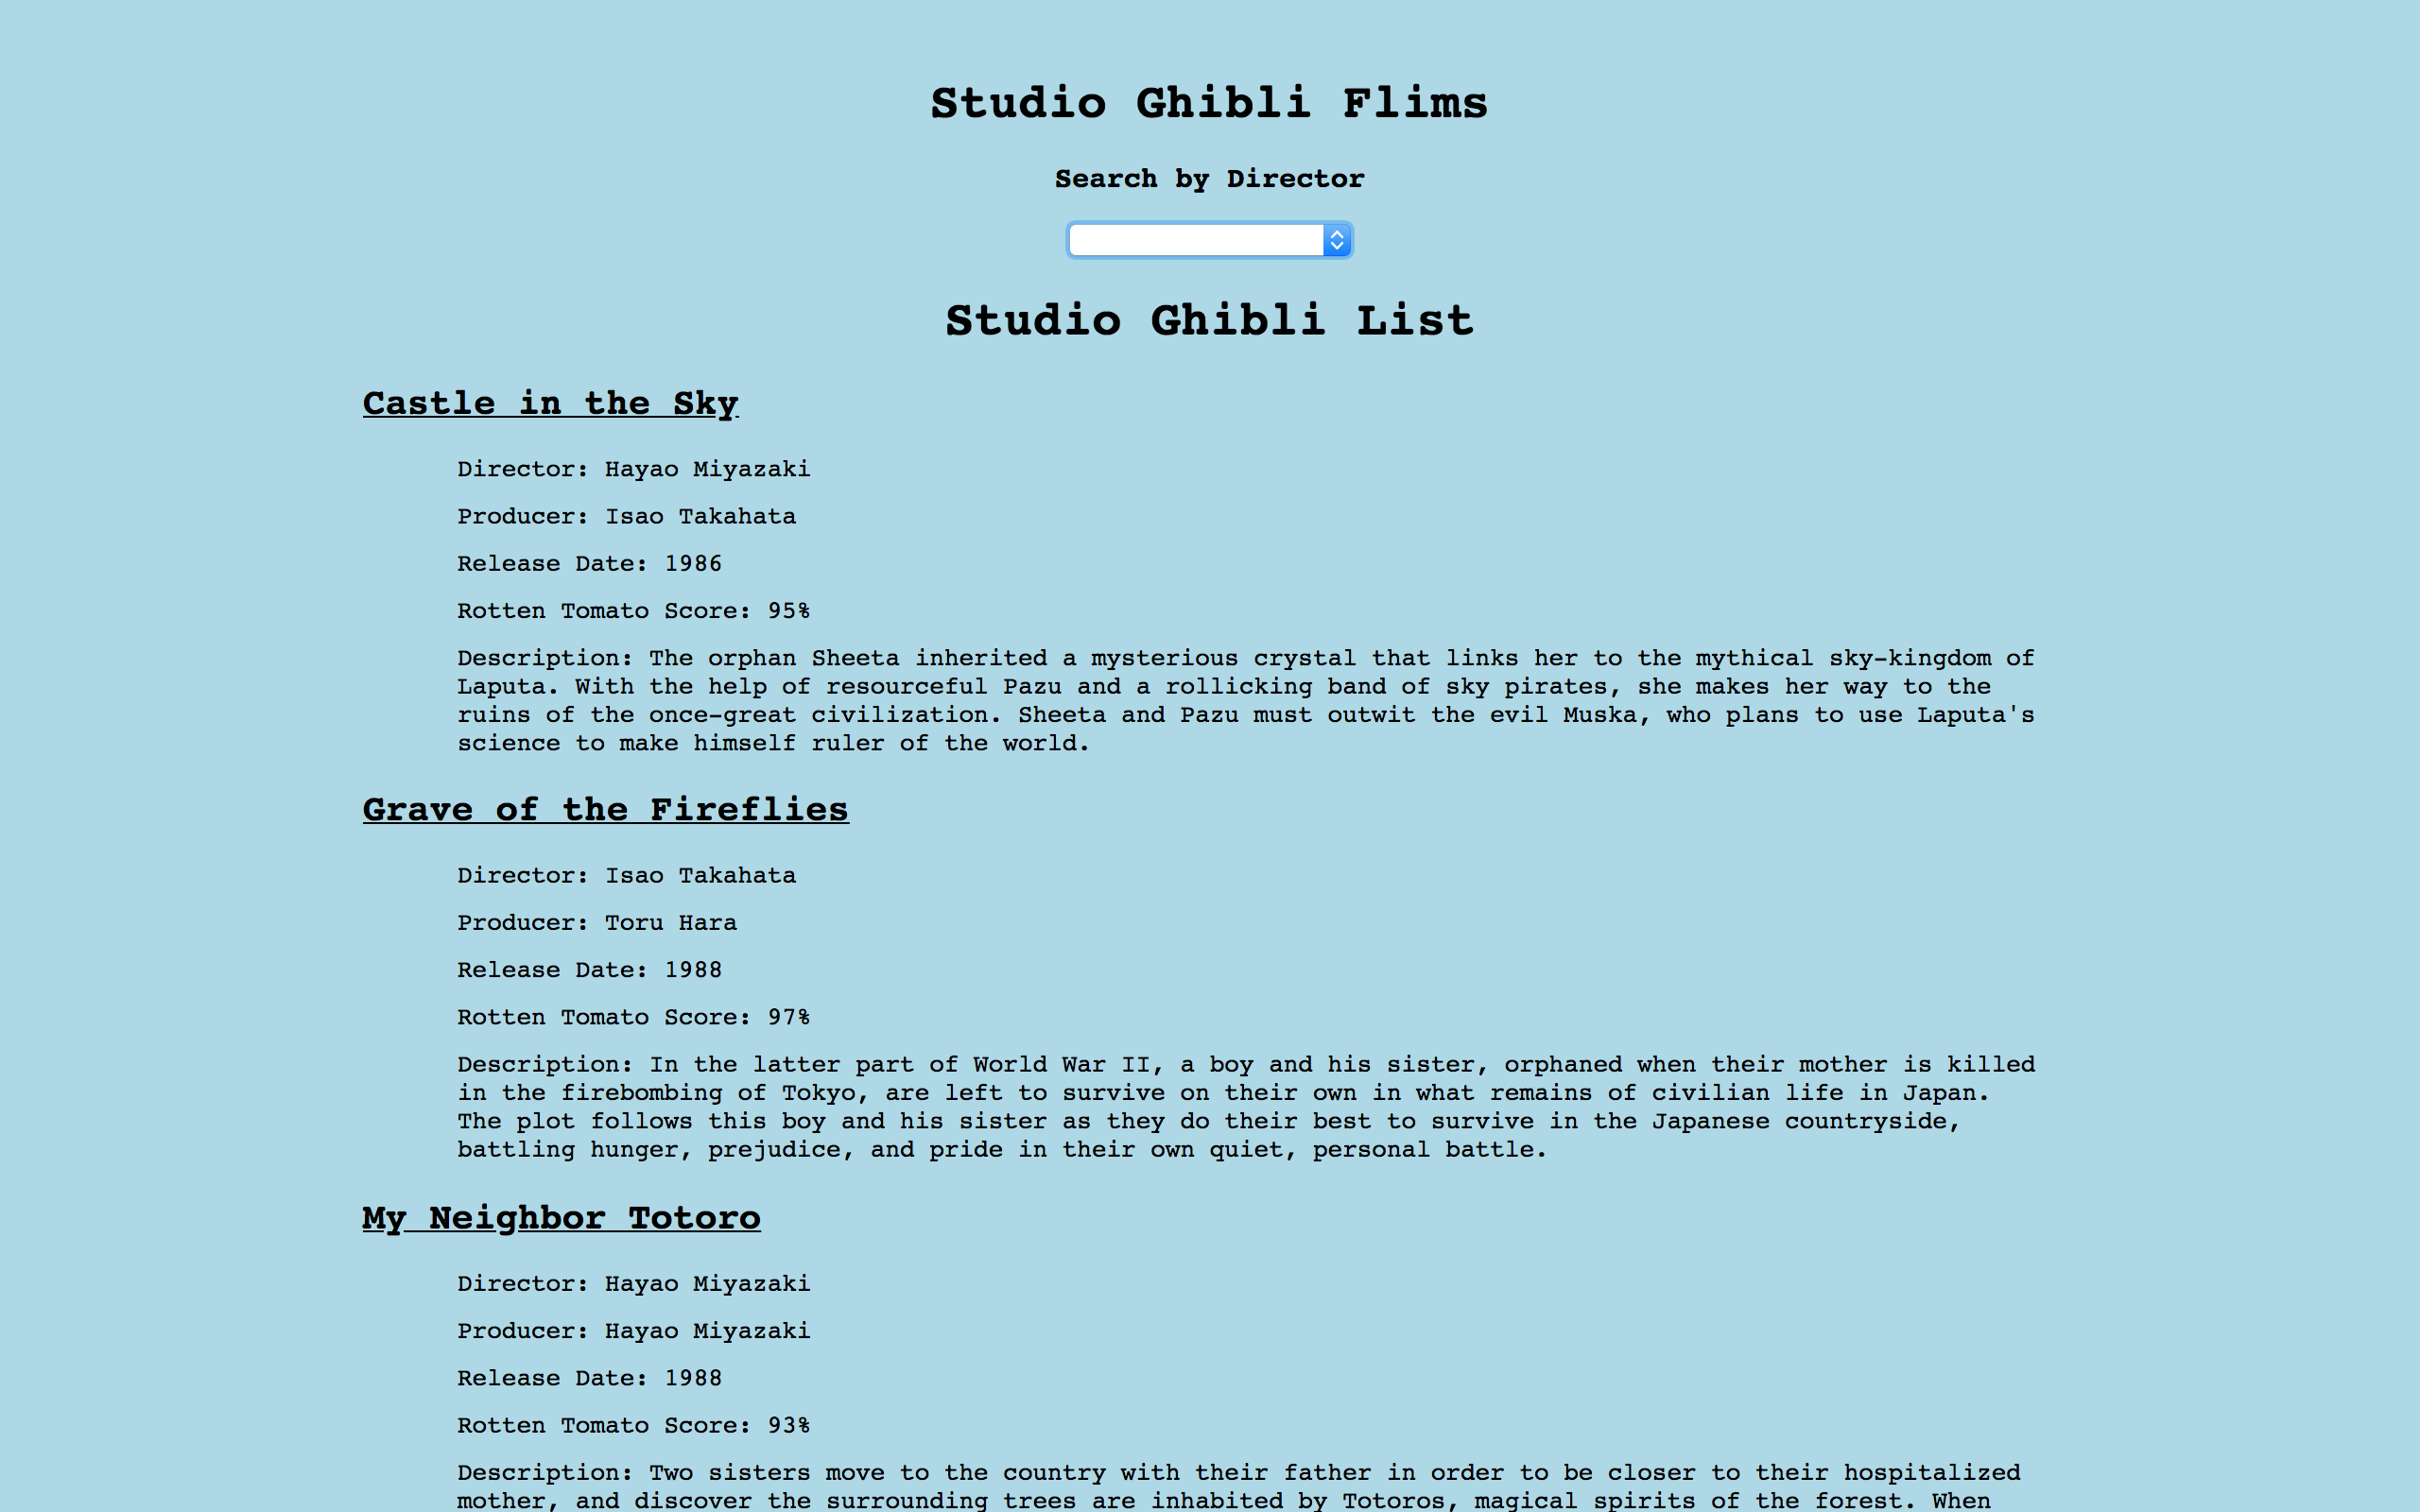 Studio Ghibli Flims
Search by Director
Studio Ghibli List
Castle in the Sky
Director: Hayao Miyazaki
Producer: Isao Takahata
Release Date: 1986
Rotten Tomato Score: 95%
Description: The orphan Sheeta inherited a mysterious crystal that links her to the mythical sky-kingdom of
Laputa. With the help of resourceful Pazu and a rollicking band of sky pirates, she makes her way to the
ruins of the once-great civilization. Sheeta and Pazu must outwit the evil Muska, who plans to use Laputa's
science to make himself ruler of the world.
Grave of the Fireflies
Director: Isao Takahata
Producer: Toru Hara
Release Date: 1988
Rotten Tomato Score: 97%
Description: In the latter part of World War II, a boy and his sister, orphaned when their mother is killed
in the firebombing of Tokyo, are left to survive on their own in what remains of civilian life in Japan.
The plot follows this boy and his sister as they do their best to survive in the Japanese countryside,
battling hunger, prejudice, and pride in their own quiet, personal battle.
My Neighbor Totoro
Director: Hayao Miyazaki
Producer: Hayao Miyazaki
Release Date: 1988
Rotten Tomato Score: 93%
Description: Two sisters move to the country with their father in order to be closer to their hospitalized
mother, and discover the surrounding trees are inhabited by Totoros, magical spirits of the forest. When